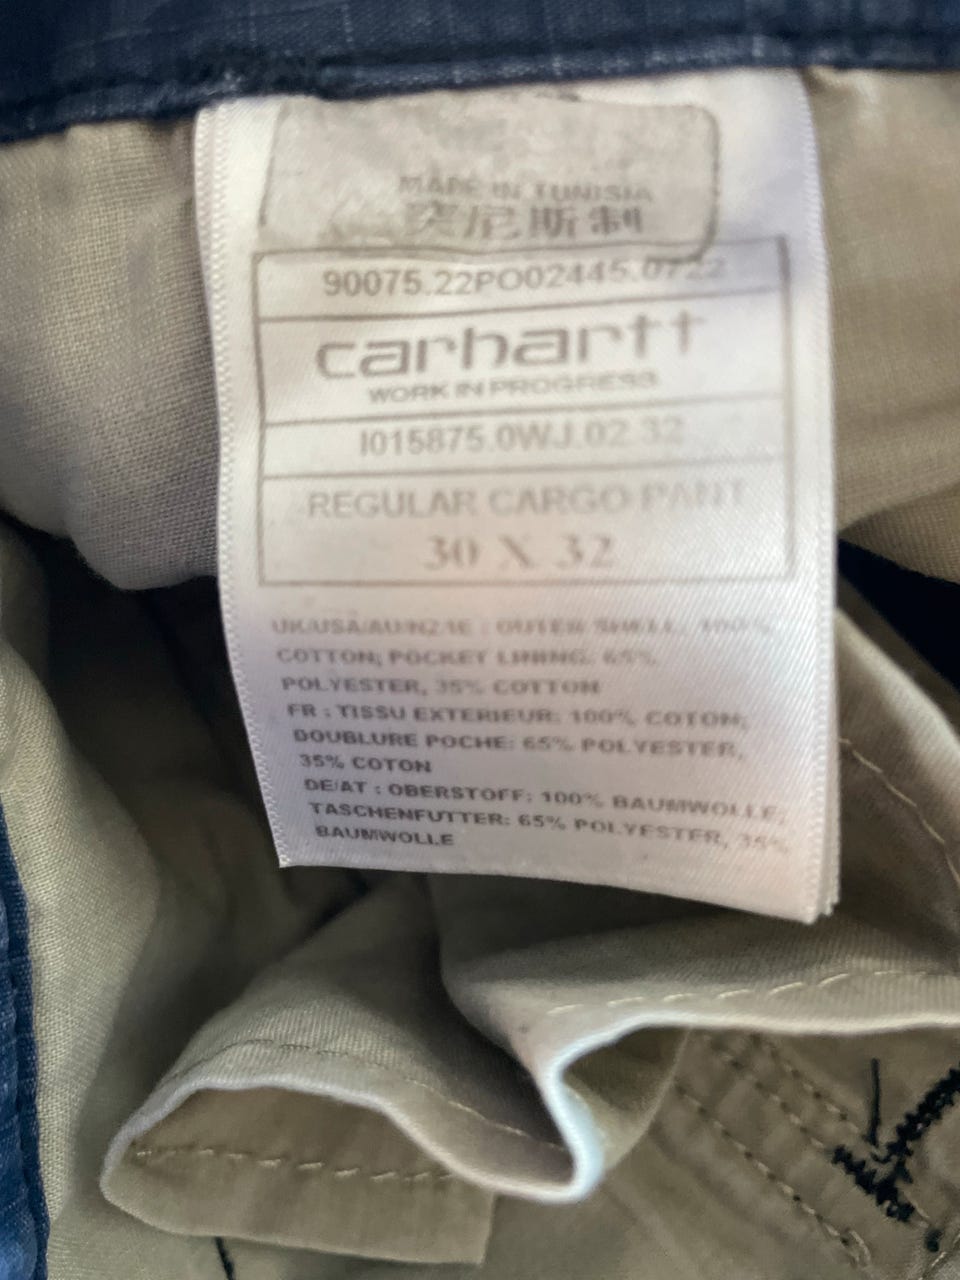 MADE IN TUNISIA
突尼斯制
90075.22PO02445.0722
carhartt
WORK IN PROGRESS
I015875.0WJ.02.32
REGULAR CARGO PANT
30 X 32
UK/USA/AU/NZ/IE : OUTER SHELL: 100%
COTTON; POCKET LINING: 65%
POLYESTER, 35% COTTON
FR : TISSU EXTERIEUR: 100% COTON;
DOUBLURE POCHE: 65% POLYESTER,
35% COTON
DE/AT : OBERSTOFF: 100% BAUMWOLLE;
TASCHENFUTTER: 65% POLYESTER, 35%
BAUMWOLLE